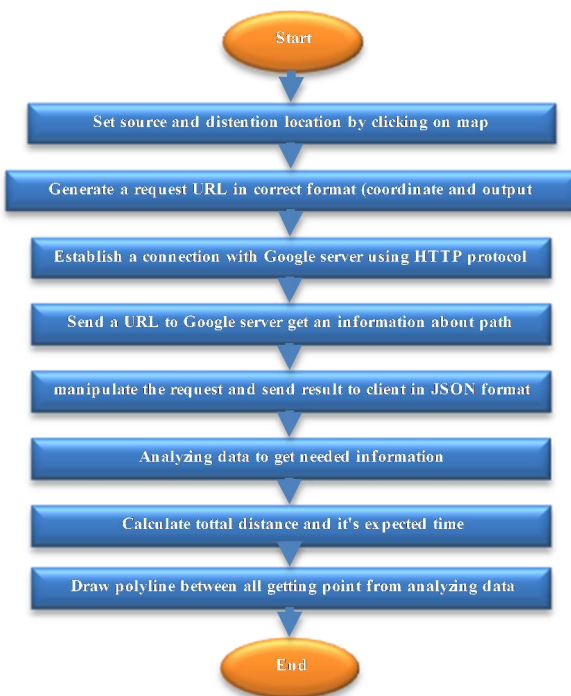 Start
Set source and distention location by clicking on map
Generate a request URL in correct format (coordinate and output
Establish a connection with Google server using HTTP protocol
Send a URL to Google server get an information about path
manipulate the request and send result to client in JSON format
Analyzing data to get needed information
Calculate tottal distance and it's expected time
Draw polyline between all getting point from analyzing data
End